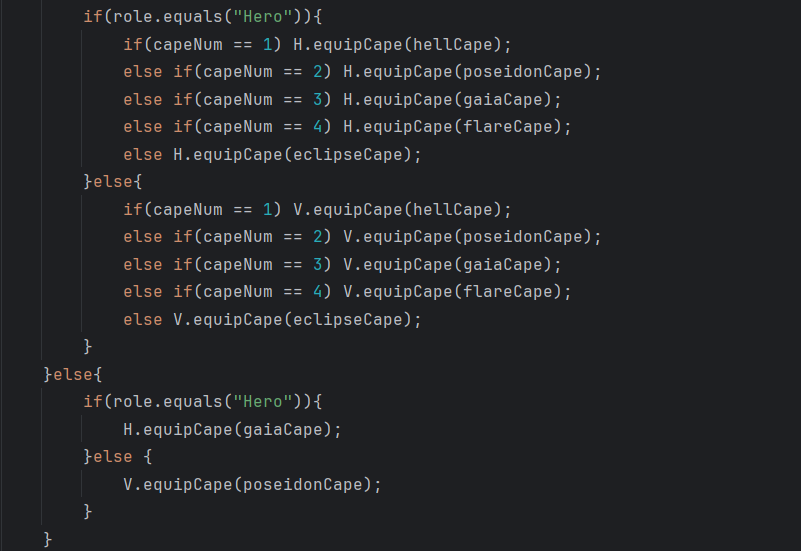 if(role.equals("Hero")){
if(capeNum == 1) H.equipCape(hellCape);
else if(capeNum == 2) H.equipCape(poseidonCape);
else if(capeNum == 3) H.equipCape(gaiaCape);
else if(capeNum == 4) H.equipCape(flareCape);
else H.equipCape(eclipseCape);
}else{
if(capeNum == 1) V.equipCape(hellCape);
else if(capeNum == 2) V.equipCape(poseidonCape);
else if(capeNum == 3) V.equipCape(gaiaCape);
else if(capeNum == 4) V.equipCape(flareCape);
else V.equipCape(eclipseCape);
}
}else{
if(role.equals("Hero")){
H.equipCape(gaiaCape);
}else {
V.equipCape(poseidonCape);
}
}